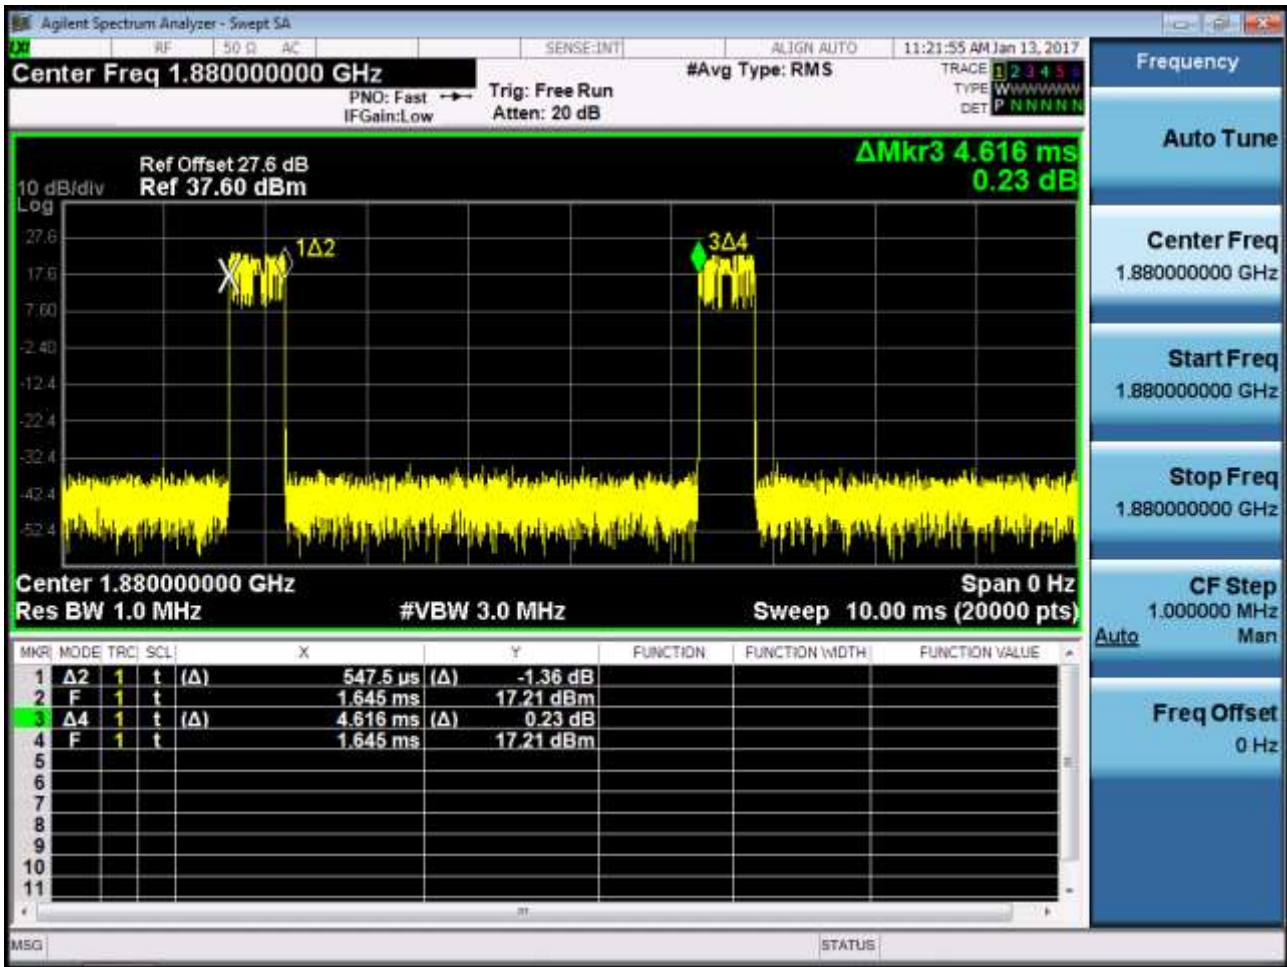 Agilent Spectrum Analyzer - Swept SA
LXI RF 50 Ω AC SENSE:INT ALIGN AUTO 11:21:55 AM Jan 13, 2017
Center Freq 1.880000000 GHz
PNO: Fast
IFGain:Low
Trig: Free Run
Atten: 20 dB
#Avg Type: RMS
TRACE 1 2 3 4 5 6
TYPE WWWWWW
DET P N N N N N
ΔMkr3 4.616 ms
0.23 dB
Ref Offset 27.6 dB
10 dB/div Ref 37.60 dBm
Log
27.6
17.6
7.60
-2.40
-12.4
-22.4
-32.4
-42.4
-52.4
1Δ2
3Δ4
X
Center 1.880000000 GHz Span 0 Hz
Res BW 1.0 MHz #VBW 3.0 MHz Sweep 10.00 ms (20000 pts)
MKR MODE TRC SCL X Y FUNCTION FUNCTION WIDTH FUNCTION VALUE
1 Δ2 1 t (Δ) 547.5 µs (Δ) -1.36 dB
2 F 1 t 1.645 ms 17.21 dBm
3 Δ4 1 t (Δ) 4.616 ms (Δ) 0.23 dB
4 F 1 t 1.645 ms 17.21 dBm
5
6
7
8
9
10
11
MSG STATUS
Frequency
Auto Tune
Center Freq
1.880000000 GHz
Start Freq
1.880000000 GHz
Stop Freq
1.880000000 GHz
CF Step
1.000000 MHz
Auto Man
Freq Offset
0 Hz